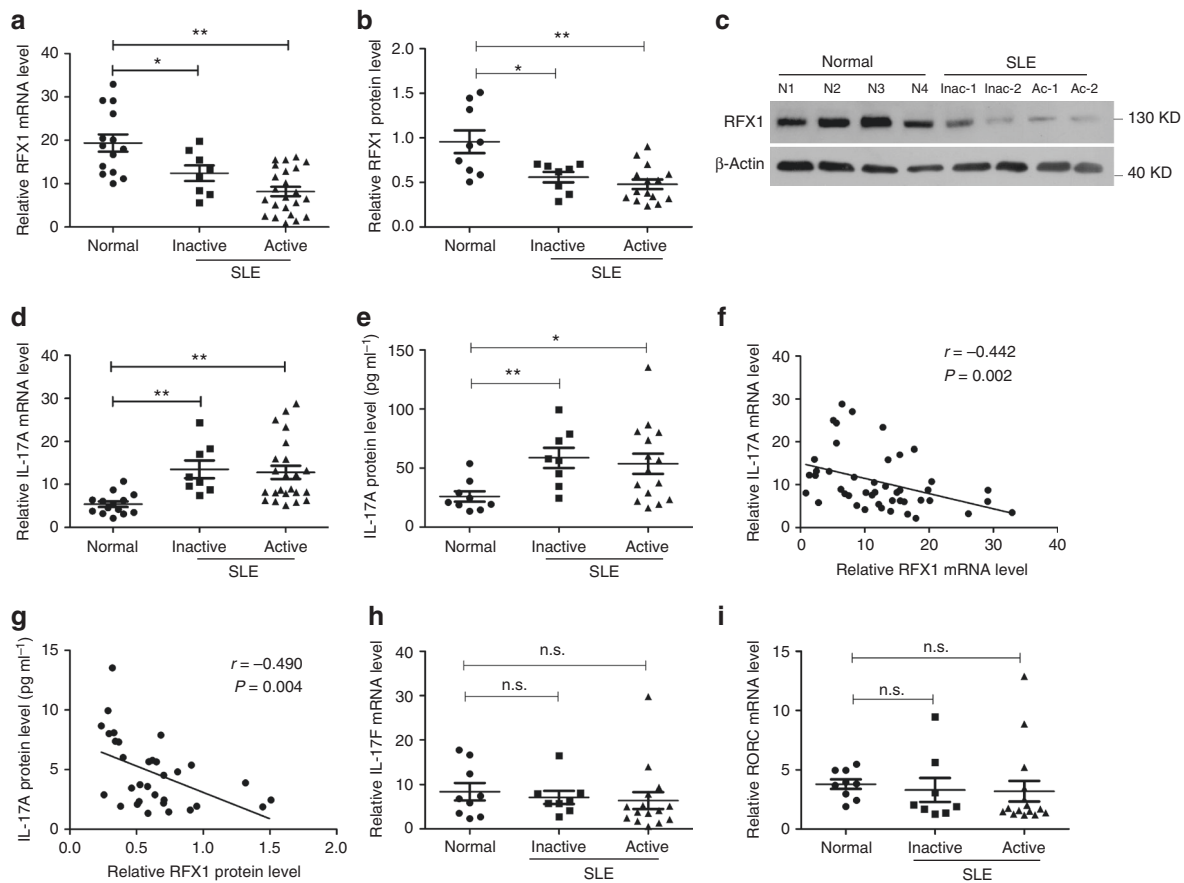 a
Relative RFX1 mRNA level
40
30
20
10
0
**
*
Normal
Inactive
Active
SLE
b
Relative RFX1 protein level
2.0
1.5
1.0
0.5
0.0
**
*
Normal
Inactive
Active
SLE
c
Normal
SLE
N1
N2
N3
N4
Inac-1
Inac-2
Ac-1
Ac-2
RFX1
130 KD
β-Actin
40 KD
d
Relative IL-17A mRNA level
40
30
20
10
0
**
**
Normal
Inactive
Active
SLE
e
IL-17A protein level (pg ml⁻¹)
150
100
50
0
*
**
Normal
Inactive
Active
SLE
f
Relative IL-17A mRNA level
40
30
20
10
0
r = –0.442
P = 0.002
0
10
20
30
40
Relative RFX1 mRNA level
g
IL-17A protein level (pg ml⁻¹)
15
10
5
0
r = –0.490
P = 0.004
0.0
0.5
1.0
1.5
2.0
Relative RFX1 protein level
h
Relative IL-17F mRNA level
40
30
20
10
0
n.s.
n.s.
Normal
Inactive
Active
SLE
i
Relative RORC mRNA level
15
10
5
0
n.s.
n.s.
Normal
Inactive
Active
SLE